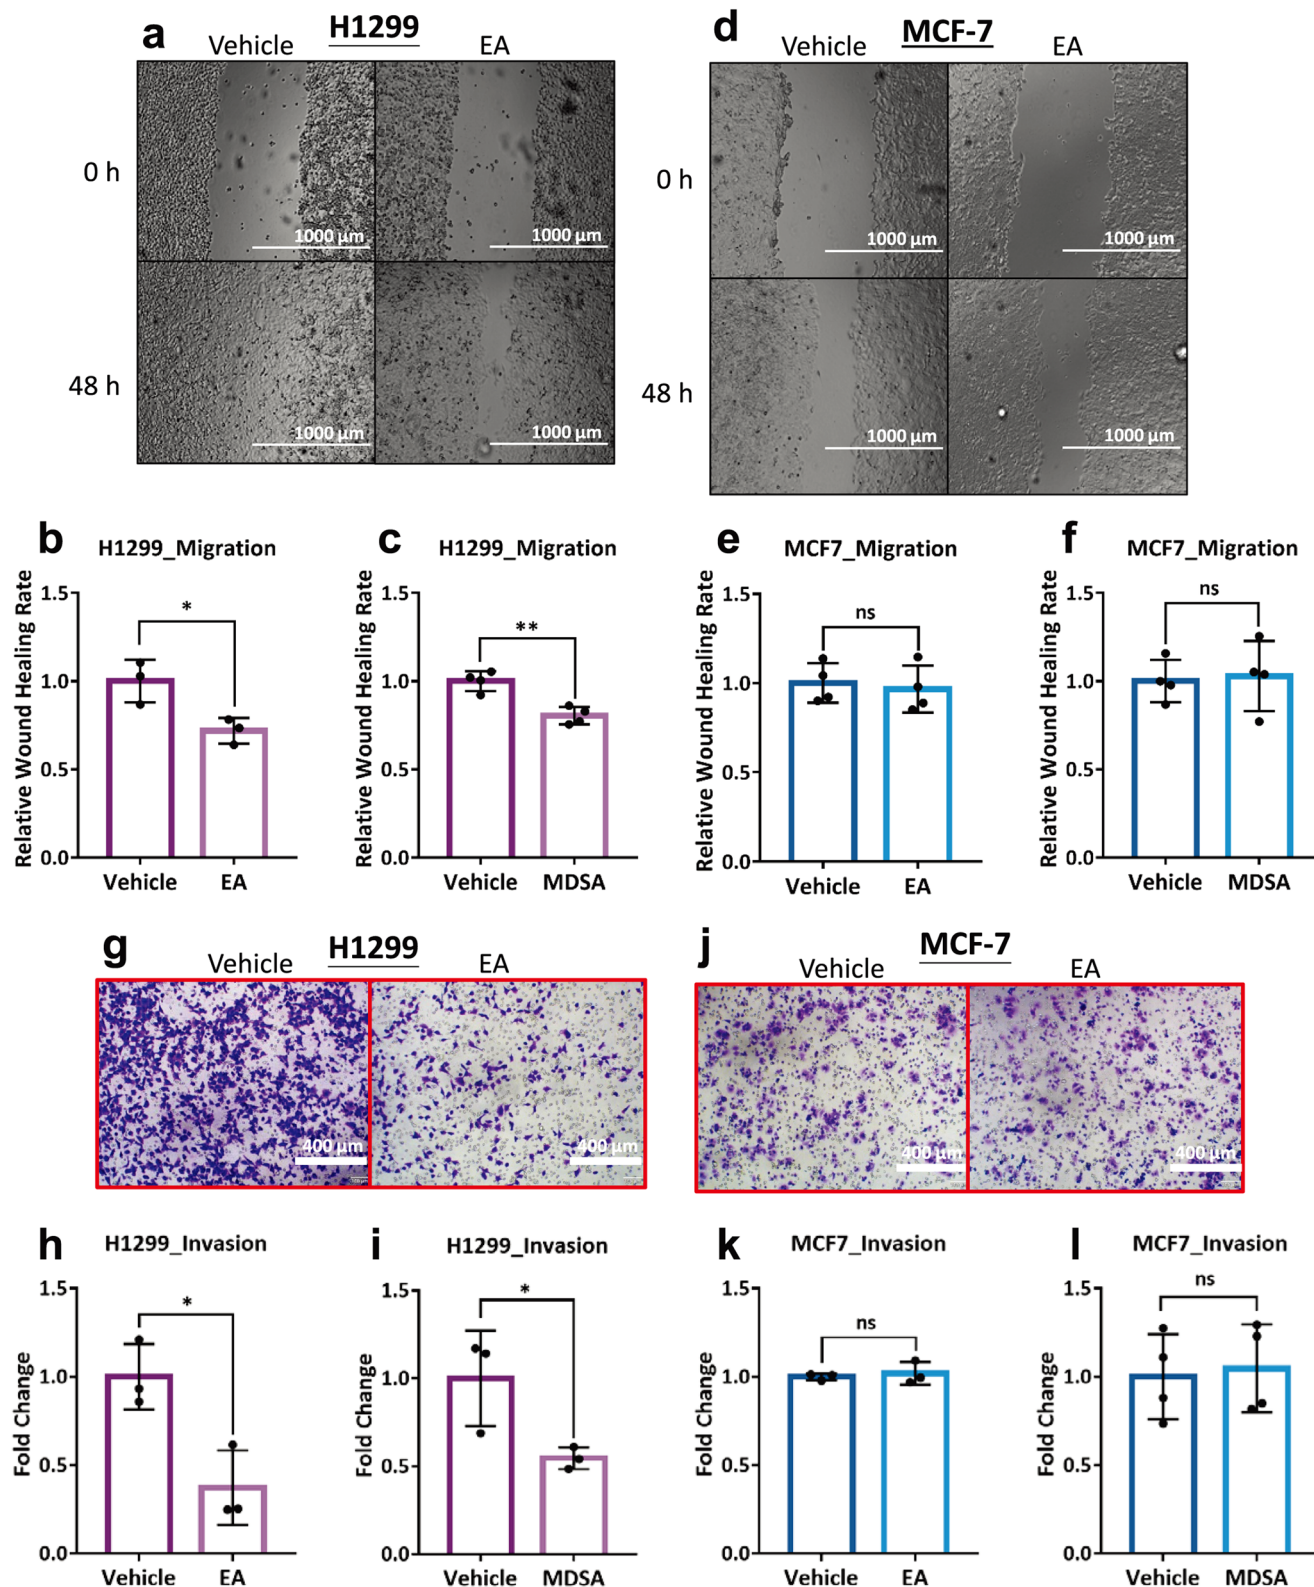 a
H1299
Vehicle
EA
0 h
1000 µm
1000 µm
48 h
1000 µm
1000 µm
d
MCF-7
Vehicle
EA
0 h
1000 µm
1000 µm
48 h
1000 µm
1000 µm
b
H1299_Migration
Relative Wound Healing Rate
1.5
1.0
0.5
0.0
*
Vehicle
EA
c
H1299_Migration
Relative Wound Healing Rate
1.5
1.0
0.5
0.0
**
Vehicle
MDSA
e
MCF7_Migration
Relative Wound Healing Rate
1.5
1.0
0.5
0.0
ns
Vehicle
EA
f
MCF7_Migration
Relative Wound Healing Rate
1.5
1.0
0.5
0.0
ns
Vehicle
MDSA
g
H1299
Vehicle
EA
400 µm
400 µm
j
MCF-7
Vehicle
EA
400 µm
400 µm
h
H1299_Invasion
Fold Change
1.5
1.0
0.5
0.0
*
Vehicle
EA
i
H1299_Invasion
Fold Change
1.5
1.0
0.5
0.0
*
Vehicle
MDSA
k
MCF7_Invasion
Fold Change
1.5
1.0
0.5
0.0
ns
Vehicle
EA
l
MCF7_Invasion
Fold Change
1.5
1.0
0.5
0.0
ns
Vehicle
MDSA